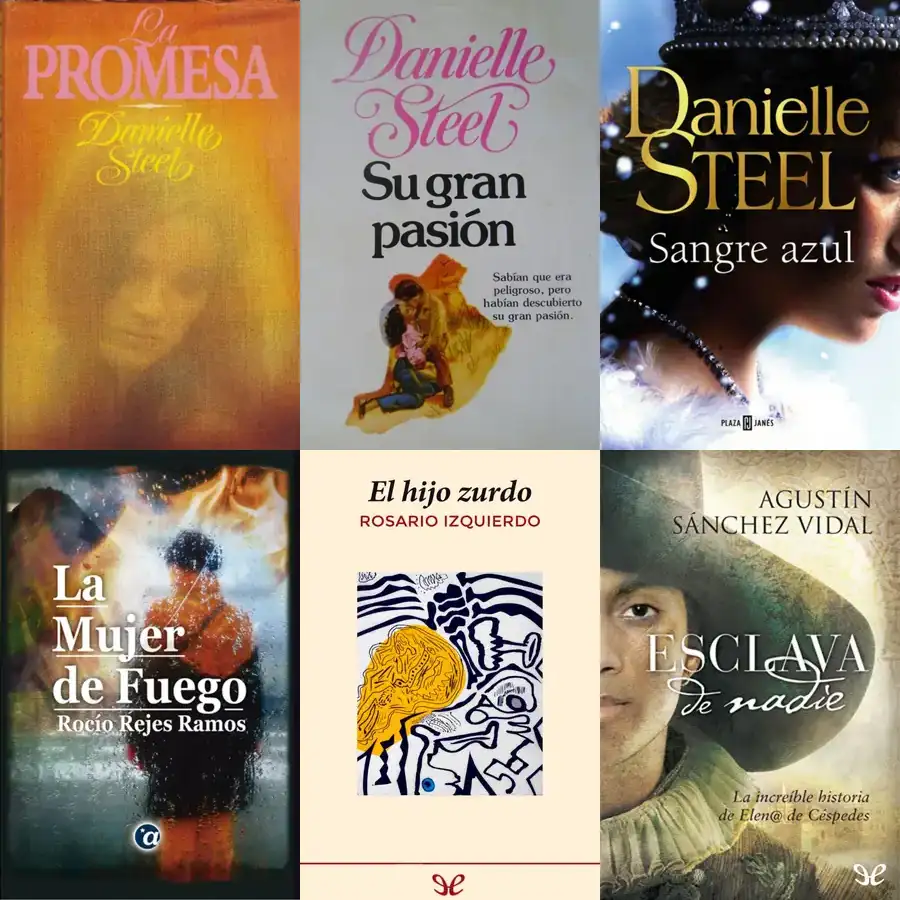 La
PROMESA
Danielle
Steel
Danielle
Steel
Su gran
pasión
Sabían que era
peligroso, pero
habían descubierto
su gran pasión.
Danielle
STEEL
Sangre azul
PLAZA JANÉS
La
Mujer
de Fuego
Rocío Rejes Ramos
a
El hijo zurdo
ROSARIO IZQUIERDO
AGUSTÍN
SÁNCHEZ VIDAL
ESCLAVA
de nadie
La increíble historia
de Elen@ de Céspedes